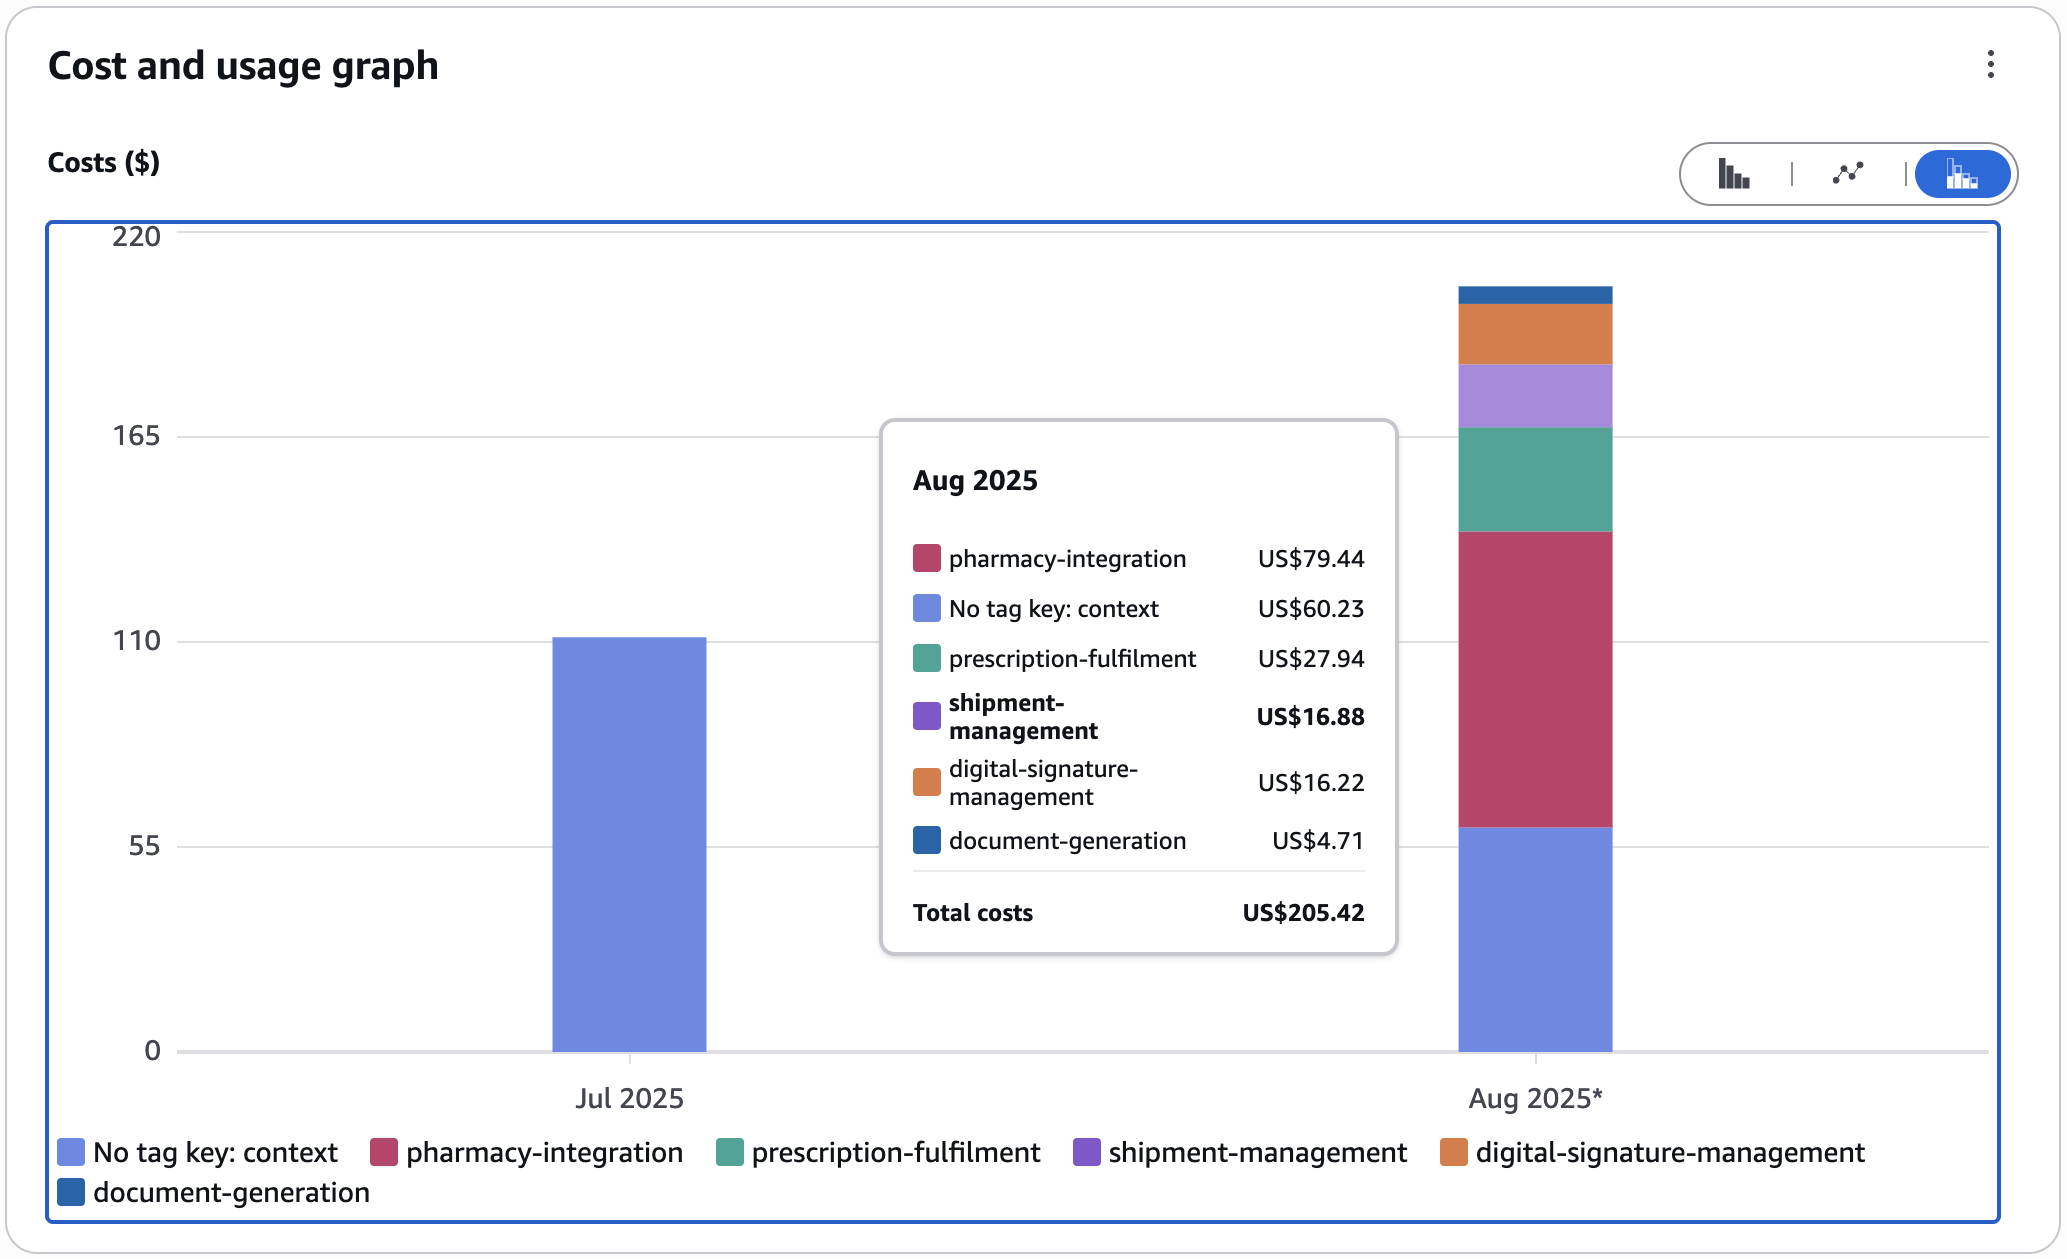 Cost and usage graph
Costs ($)
220
165
110
55
0
Aug 2025
pharmacy-integration US$79.44
No tag key: context US$60.23
prescription-fulfilment US$27.94
shipment-
management US$16.88
digital-signature-
management US$16.22
document-generation US$4.71
Total costs US$205.42
Jul 2025 Aug 2025*
No tag key: context pharmacy-integration prescription-fulfilment shipment-management digital-signature-management
document-generation